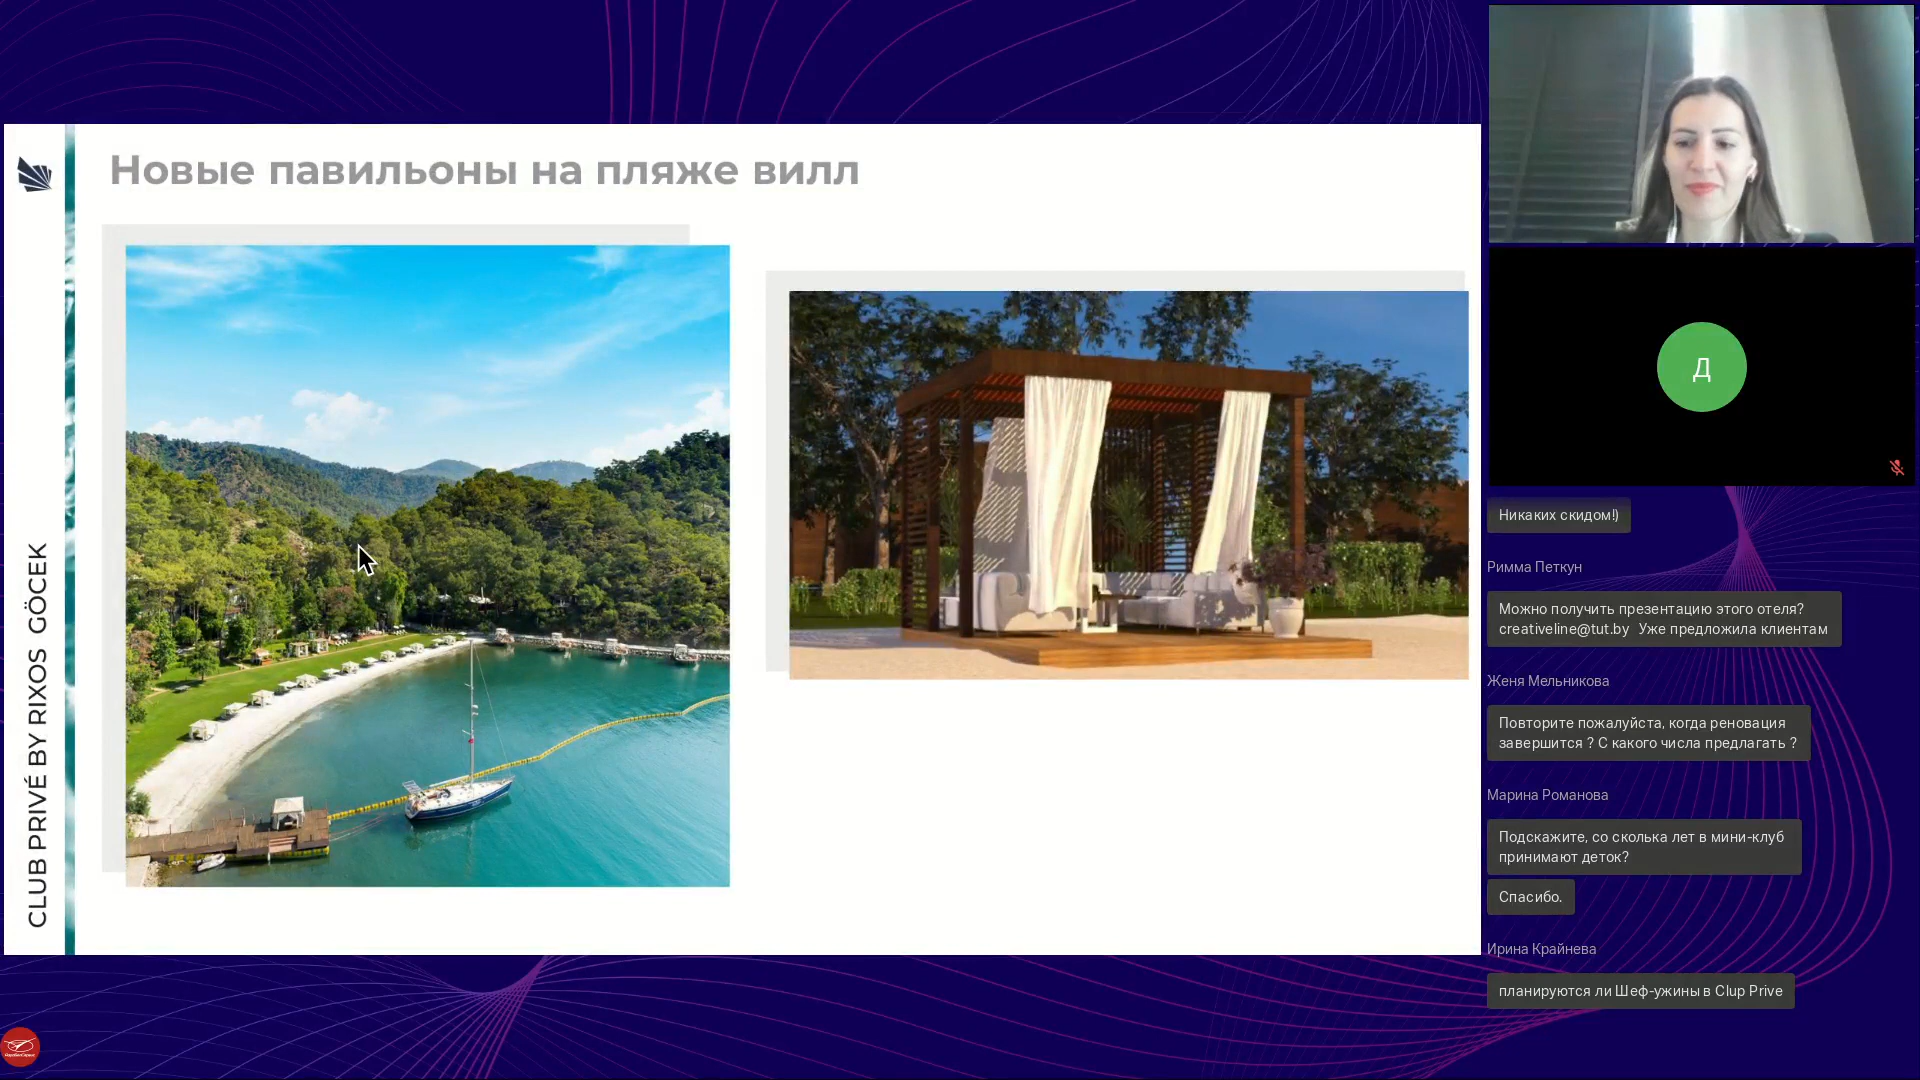 Новые павильоны на пляже вилл
CLUB PRIVÉ BY RIXOS GÖCEK
Д
Никаких скидом!)
Римма Петкун
Можно получить презентацию этого отеля?
creativeline@tut.by Уже предложила клиентам
Женя Мельникова
Повторите пожалуйста, когда реновация
завершится ? С какого числа предлагать ?
Марина Романова
Подскажите, со сколька лет в мини-клуб
принимают деток?
Спасибо.
Ирина Крайнева
планируются ли Шеф-ужины в Clup Prive